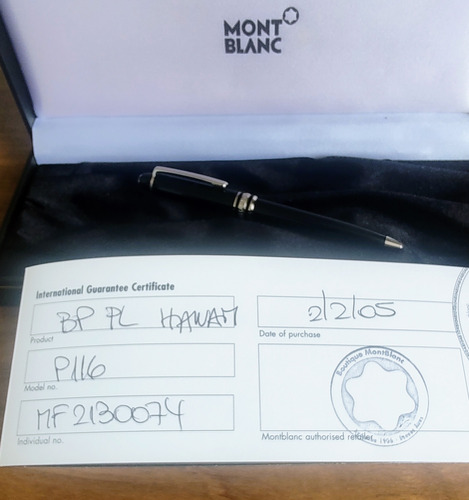 MONT
BLANC
International Guarantee Certificate
BP PL
Product
P116
Model no.
MF2130074
Individual no.
2/2/05
Date of purchase
Boutique MontBlanc
Montblanc authorised retailer